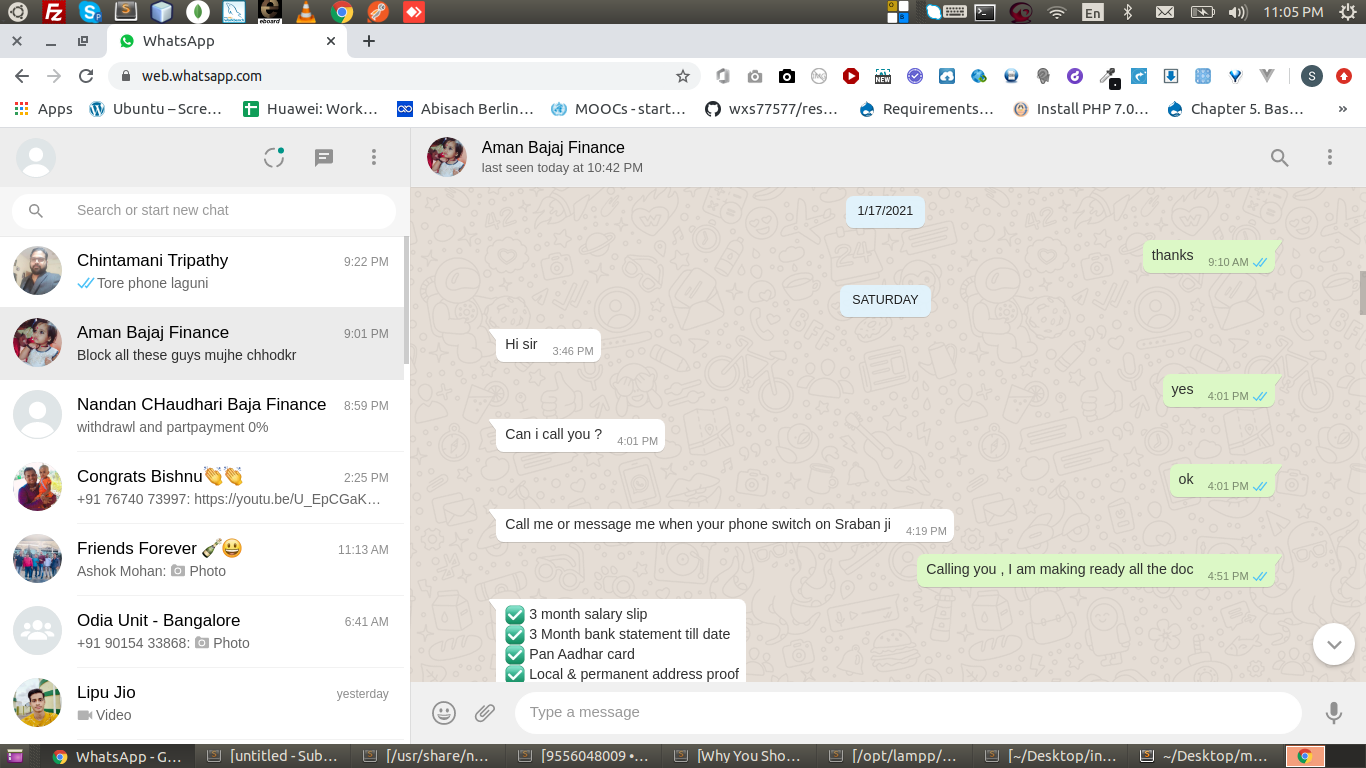 11:05 PM
En
WhatsApp
web.whatsapp.com
S
Apps
Ubuntu – Scre…
Huawei: Work…
Abisach Berlin…
MOOCs - start…
wxs77577/res…
Requirements…
Install PHP 7.0…
Chapter 5. Bas…
»
Search or start new chat
Chintamani Tripathy 9:22 PM
Tore phone laguni
Aman Bajaj Finance 9:01 PM
Block all these guys mujhe chhodkr
Nandan CHaudhari Baja Finance 8:59 PM
withdrawl and partpayment 0%
Congrats Bishnu👏👏 2:25 PM
+91 76740 73997: https://youtu.be/U_EpCGaK…
Friends Forever 🍾😃 11:13 AM
Ashok Mohan: Photo
Odia Unit - Bangalore 6:41 AM
+91 90154 33868: Photo
Lipu Jio yesterday
Video
Aman Bajaj Finance
last seen today at 10:42 PM
1/17/2021
thanks 9:10 AM
SATURDAY
Hi sir 3:46 PM
yes 4:01 PM
Can i call you ? 4:01 PM
ok 4:01 PM
Call me or message me when your phone switch on Sraban ji 4:19 PM
Calling you , I am making ready all the doc 4:51 PM
✅ 3 month salary slip
✅ 3 Month bank statement till date
✅ Pan Aadhar card
✅ Local & permanent address proof
Type a message
WhatsApp - G…
[untitled - Sub…
[/usr/share/n…
[9556048009 •…
[Why You Sho…
[/opt/lampp/…
[~/Desktop/in…
~/Desktop/m…